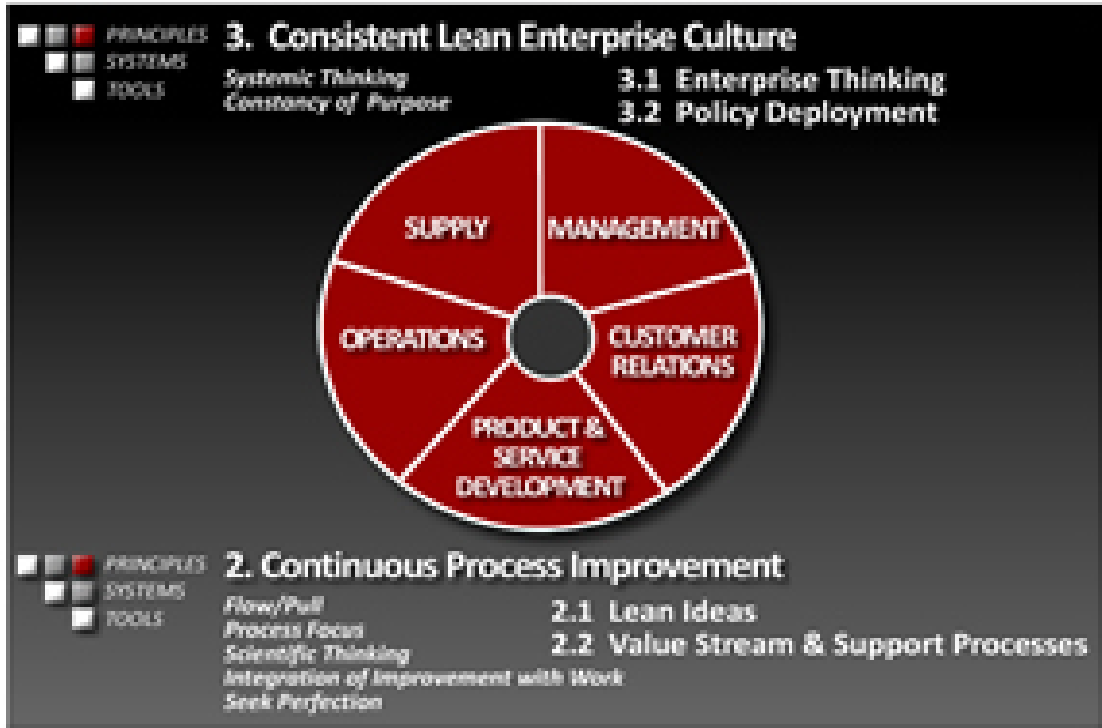 PRINCIPLES
SYSTEMS
TOOLS
3. Consistent Lean Enterprise Culture
Systemic Thinking
Constancy of Purpose
3.1 Enterprise Thinking
3.2 Policy Deployment
SUPPLY
MANAGEMENT
OPERATIONS
CUSTOMER
RELATIONS
PRODUCT &
SERVICE
DEVELOPMENT
PRINCIPLES
SYSTEMS
TOOLS
2. Continuous Process Improvement
Flow/Pull
Process Focus
Scientific Thinking
Integration of Improvement with Work
Seek Perfection
2.1 Lean Ideas
2.2 Value Stream & Support Processes